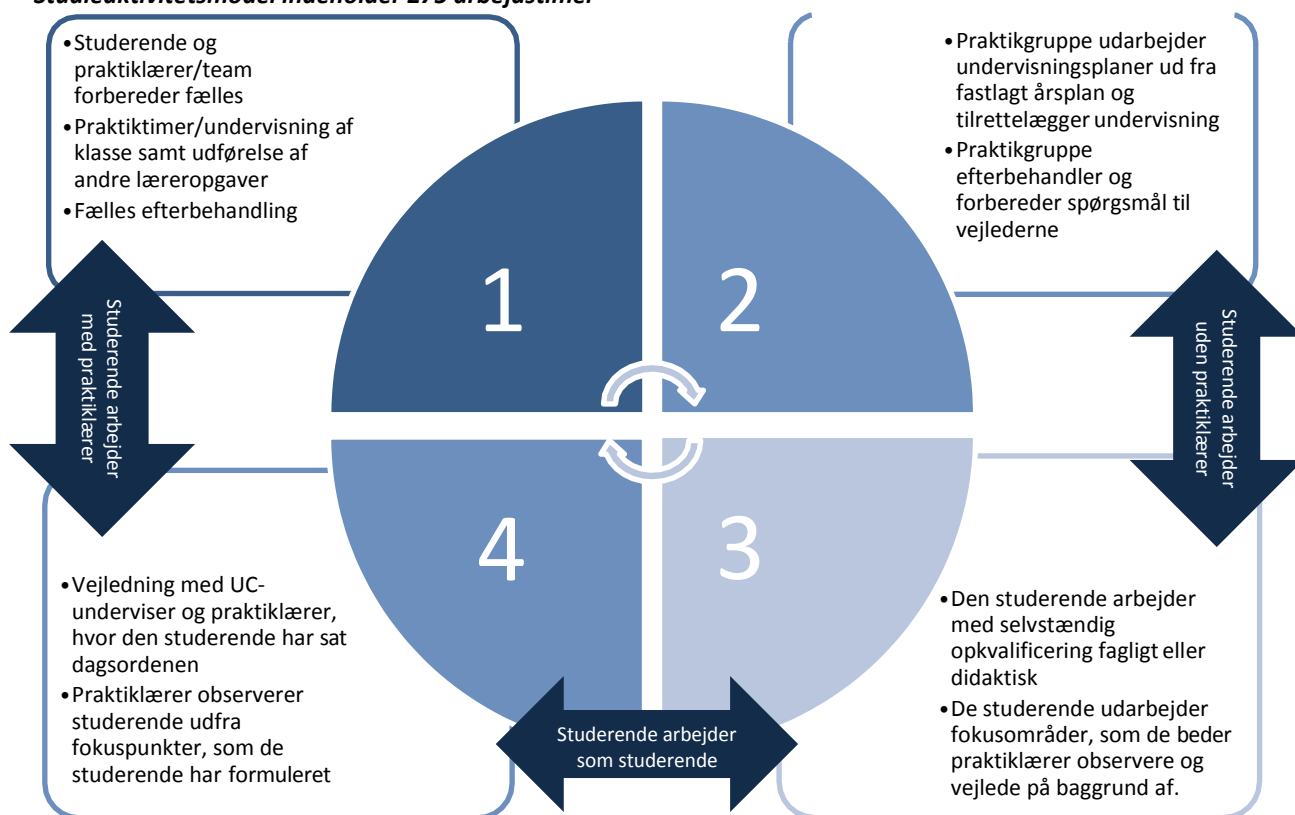 Studieaktivitetsmodel indeholder 275 arbejdstimer
•Studerende og
praktiklærer/team
forbereder fælles
•Praktiktimer/undervisning af
klasse samt udførelse af
andre læreropgaver
•Fælles efterbehandling
•Praktikgruppe udarbejder
undervisningsplaner ud fra
fastlagt årsplan og
tilrettelægger undervisning
•Praktikgruppe
efterbehandler og
forbereder spørgsmål til
vejlederne
1
2
Studerende arbejder
med praktiklærer
Studerende arbejder
uden praktiklærer
4
3
•Vejledning med UC-
underviser og praktiklærer,
hvor den studerende har sat
dagsordenen
•Praktiklærer observerer
studerende udfra
fokuspunkter, som de
studerende har formuleret
•Den studerende arbejder
med selvstændig
opkvalificering fagligt eller
didaktisk
•De studerende udarbejder
fokusområder, som de beder
praktiklærer observere og
vejlede på baggrund af.
Studerende arbejder
som studerende